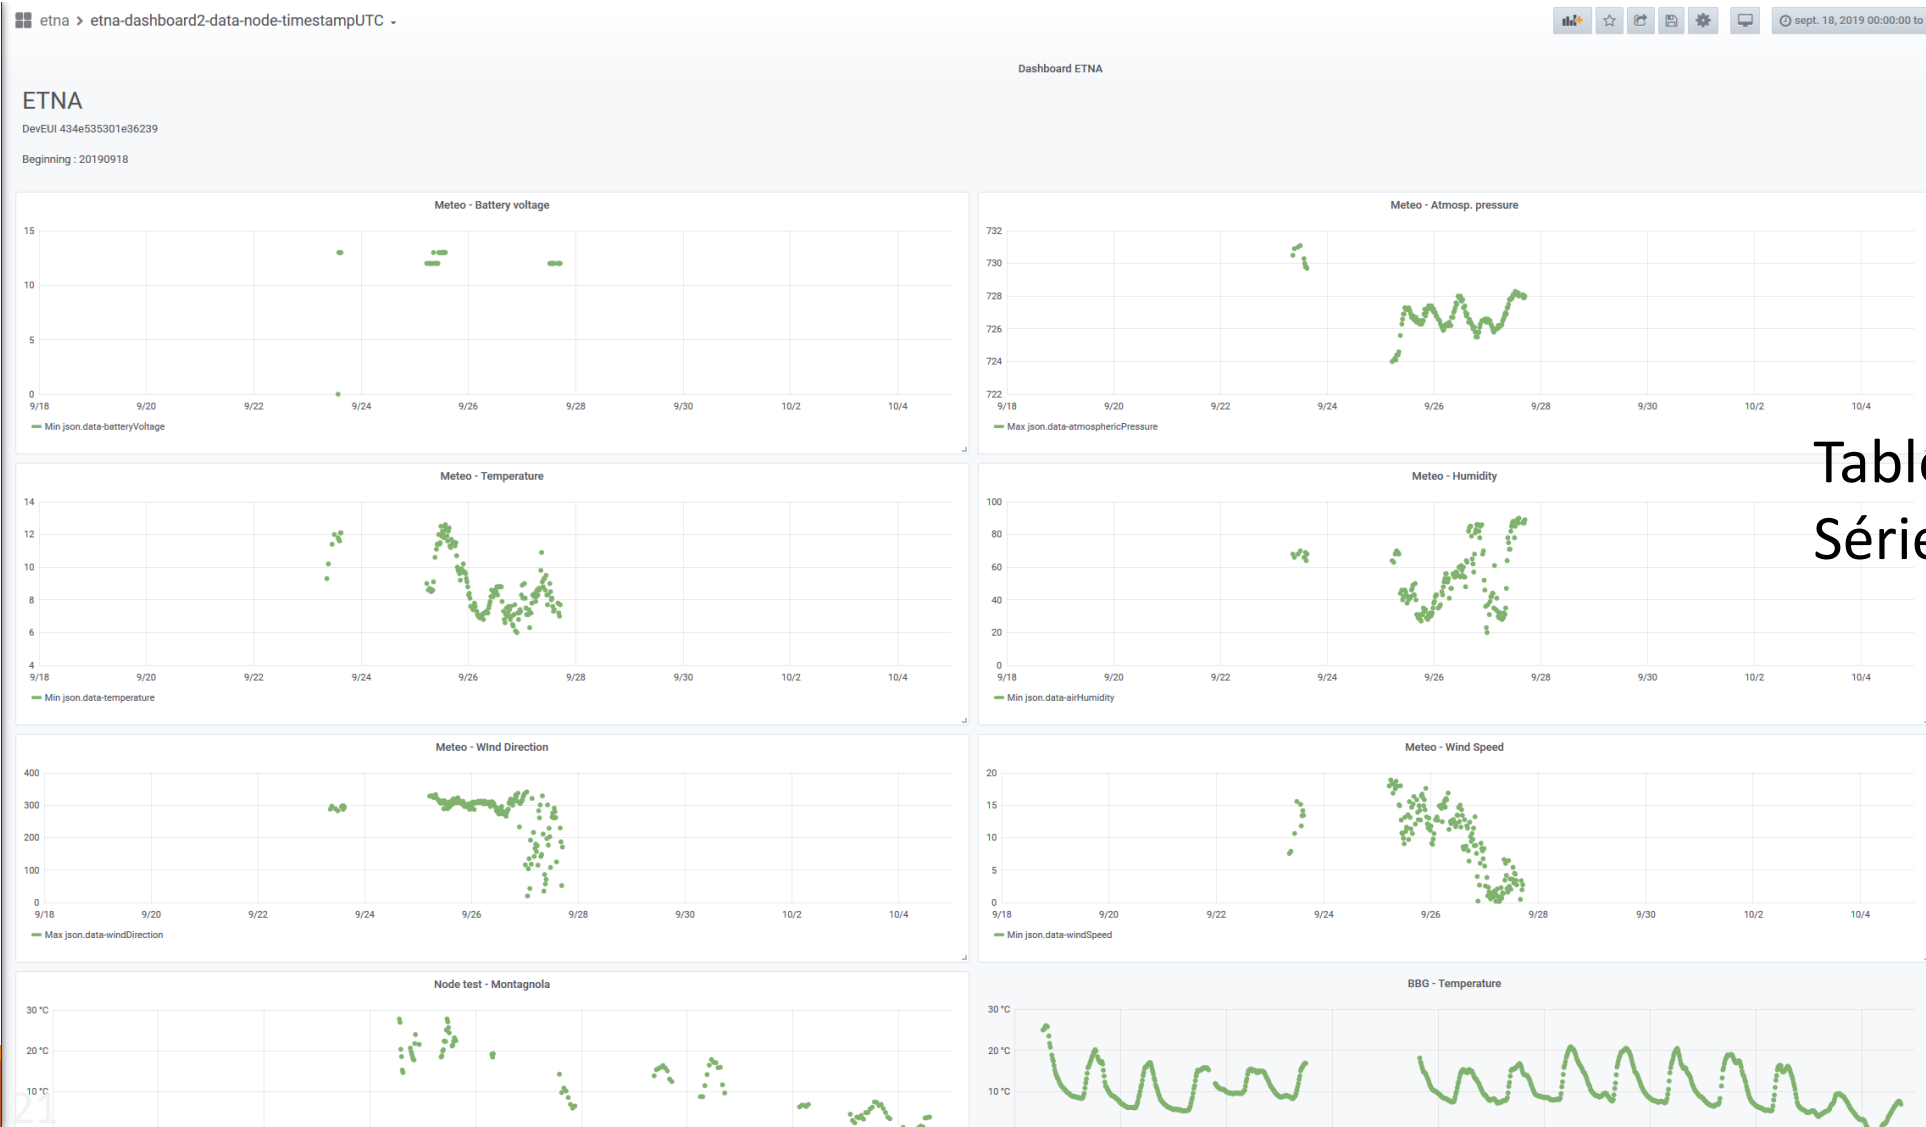 etna > etna-dashboard2-data-node-timestampUTC
sept. 18, 2019 00:00:00 to
Dashboard ETNA
ETNA
DevEUI 434e535301e36239
Beginning : 20190918
Meteo - Battery voltage
15
10
5
0
9/18 9/20 9/22 9/24 9/26 9/28 9/30 10/2 10/4
Min json.data-batteryVoltage
Meteo - Atmosp. pressure
732
730
728
726
724
722
9/18 9/20 9/22 9/24 9/26 9/28 9/30 10/2 10/4
Max json.data-atmosphericPressure
Meteo - Temperature
14
12
10
8
6
4
9/18 9/20 9/22 9/24 9/26 9/28 9/30 10/2 10/4
Min json.data-temperature
Meteo - Humidity
100
80
60
40
20
0
9/18 9/20 9/22 9/24 9/26 9/28 9/30 10/2 10/4
Min json.data-airHumidity
Meteo - WInd Direction
400
300
200
100
0
9/18 9/20 9/22 9/24 9/26 9/28 9/30 10/2 10/4
Max json.data-windDirection
Meteo - Wind Speed
20
15
10
5
0
9/18 9/20 9/22 9/24 9/26 9/28 9/30 10/2 10/4
Min json.data-windSpeed
Node test - Montagnola
30 °C
20 °C
10 °C
BBG - Temperature
30 °C
20 °C
10 °C
21